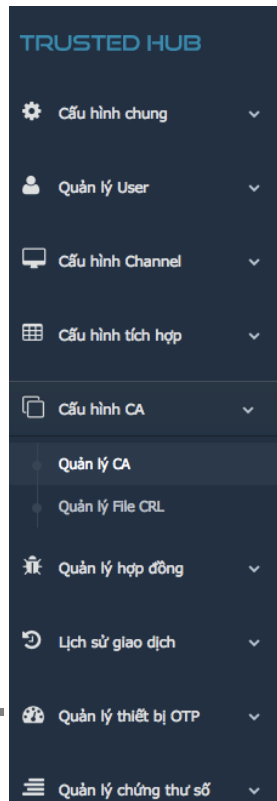 TRUSTED HUB
Cấu hình chung
Quản lý User
Cấu hình Channel
Cấu hình tích hợp
Cấu hình CA
Quản lý CA
Quản lý File CRL
Quản lý hợp đồng
Lịch sử giao dịch
Quản lý thiết bị OTP
Quản lý chứng thư số